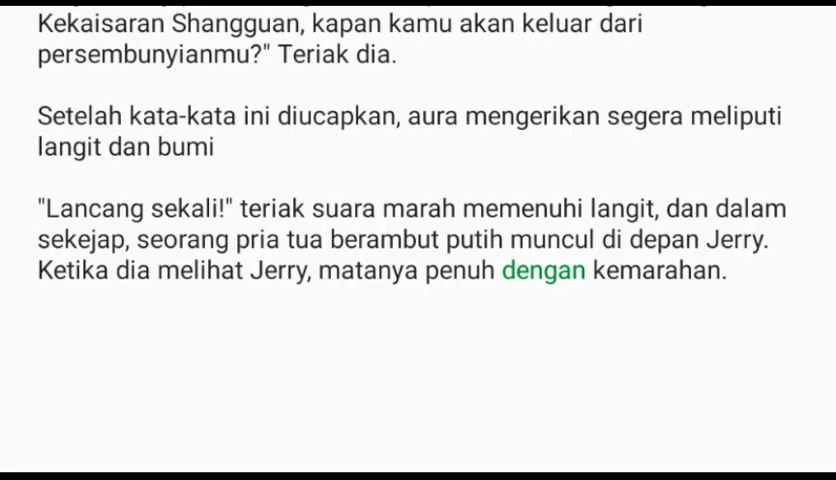 Kekaisaran Shangguan, kapan kamu akan keluar dari
persembunyianmu?" Teriak dia.
Setelah kata-kata ini diucapkan, aura mengerikan segera meliputi
langit dan bumi
"Lancang sekali!" teriak suara marah memenuhi langit, dan dalam
sekejap, seorang pria tua berambut putih muncul di depan Jerry.
Ketika dia melihat Jerry, matanya penuh dengan kemarahan.